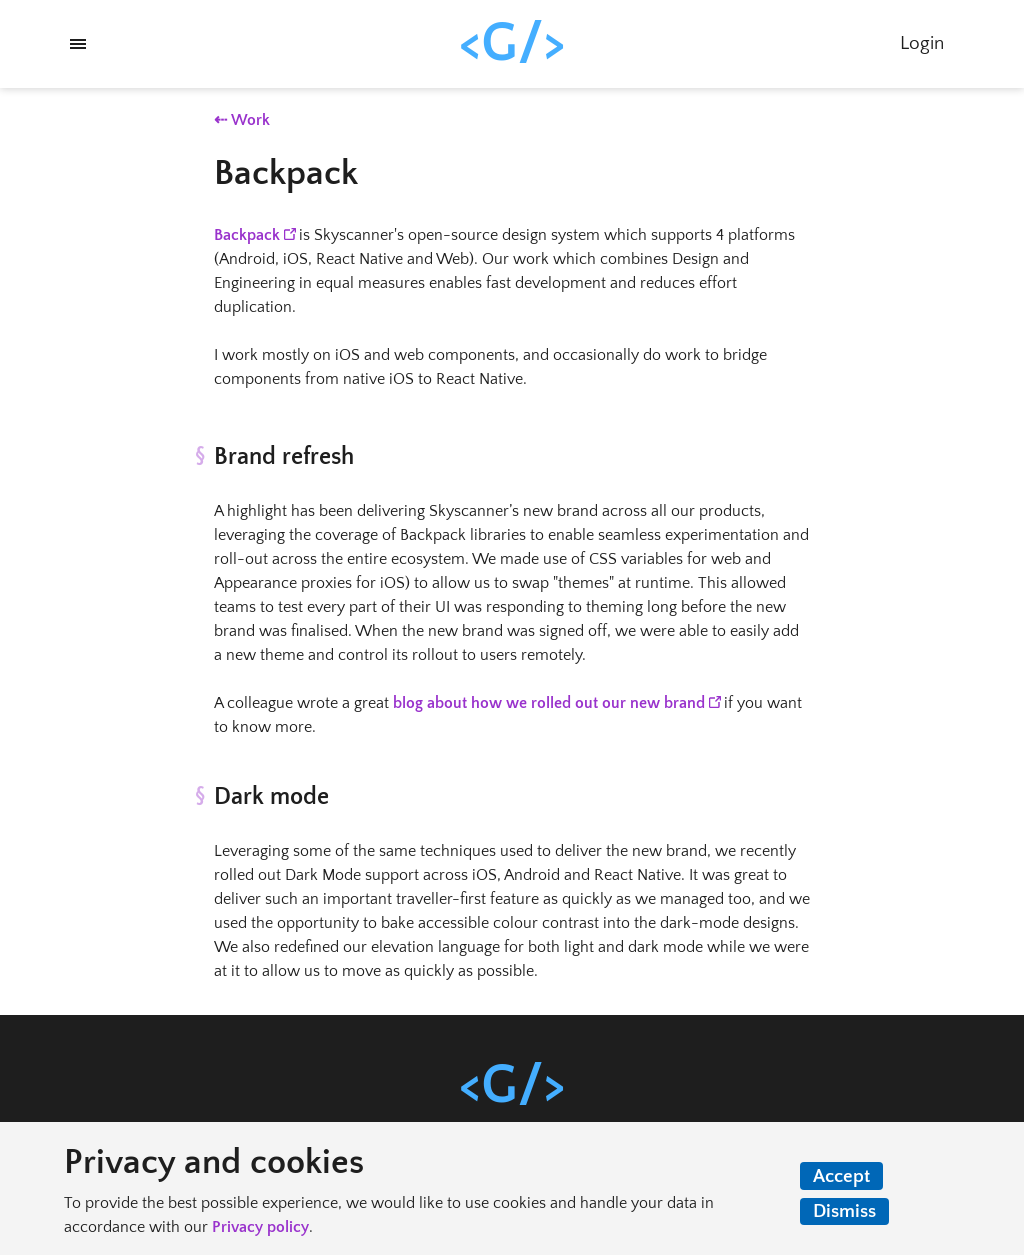 <G/>
Login
⇠ Work
Backpack
Backpack is Skyscanner's open-source design system which supports 4 platforms
(Android, iOS, React Native and Web). Our work which combines Design and
Engineering in equal measures enables fast development and reduces effort
duplication.
I work mostly on iOS and web components, and occasionally do work to bridge
components from native iOS to React Native.
§ Brand refresh
A highlight has been delivering Skyscanner’s new brand across all our products,
leveraging the coverage of Backpack libraries to enable seamless experimentation and
roll-out across the entire ecosystem. We made use of CSS variables for web and
Appearance proxies for iOS) to allow us to swap "themes" at runtime. This allowed
teams to test every part of their UI was responding to theming long before the new
brand was finalised. When the new brand was signed off, we were able to easily add
a new theme and control its rollout to users remotely.
A colleague wrote a great blog about how we rolled out our new brand if you want
to know more.
§ Dark mode
Leveraging some of the same techniques used to deliver the new brand, we recently
rolled out Dark Mode support across iOS, Android and React Native. It was great to
deliver such an important traveller-first feature as quickly as we managed too, and we
used the opportunity to bake accessible colour contrast into the dark-mode designs.
We also redefined our elevation language for both light and dark mode while we were
at it to allow us to move as quickly as possible.
<G/>
Privacy and cookies
To provide the best possible experience, we would like to use cookies and handle your data in
accordance with our Privacy policy.
Accept
Dismiss